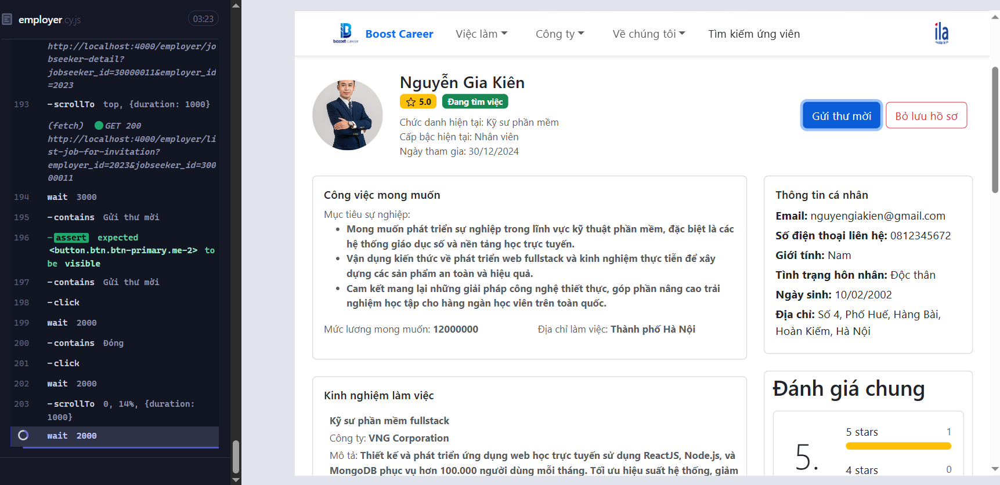 employer.cy.js
03:23
http://localhost:4000/employer/jo
bseeker-detail?
jobseeker_id=30000011&employer_id
=2023
193 -scrollTo top, {duration: 1000}
(fetch) GET 200
http://localhost:4000/employer/li
st-job-for-invitation?
employer_id=2023&jobseeker_id=300
00011
194 wait 3000
195 -contains Gửi thư mời
196 -assert expected
<button.btn.btn-primary.me-2> to
be visible
197 -contains Gửi thư mời
198 -click
199 wait 2000
200 -contains Đóng
201 -click
202 wait 2000
203 -scrollTo 0, 14%, {duration:
1000}
wait 2000
booost career
Boost Career
Việc làm
Công ty
Về chúng tôi
Tìm kiếm ứng viên
ila
Nguyễn Gia Kiên
5.0
Đang tìm việc
Chức danh hiện tại: Kỹ sư phần mềm
Cấp bậc hiện tại: Nhân viên
Ngày tham gia: 30/12/2024
Gửi thư mời
Bỏ lưu hồ sơ
Công việc mong muốn
Mục tiêu sự nghiệp:
• Mong muốn phát triển sự nghiệp trong lĩnh vực kỹ thuật phần mềm, đặc biệt là các
hệ thống giáo dục số và nền tảng học trực tuyến.
• Vận dụng kiến thức về phát triển web fullstack và kinh nghiệm thực tiễn để xây
dựng các sản phẩm an toàn và hiệu quả.
• Cam kết mang lại những giải pháp công nghệ thiết thực, góp phần nâng cao trải
nghiệm học tập cho hàng ngàn học viên trên toàn quốc.
Mức lương mong muốn: 12000000
Địa chỉ làm việc: Thành phố Hà Nội
Kinh nghiệm làm việc
Kỹ sư phần mềm fullstack
Công ty: VNG Corporation
Mô tả: Thiết kế và phát triển ứng dụng web học trực tuyến sử dụng ReactJS, Node.js, và
MongoDB phục vụ hơn 100.000 người dùng mỗi tháng. Tối ưu hiệu suất hệ thống, giảm
Thông tin cá nhân
Email: nguyengiakien@gmail.com
Số điện thoại liên hệ: 0812345672
Giới tính: Nam
Tình trạng hôn nhân: Độc thân
Ngày sinh: 10/02/2002
Địa chỉ: Số 4, Phố Huế, Hàng Bài,
Hoàn Kiếm, Hà Nội
Đánh giá chung
5.
5 stars 1
4 stars 0